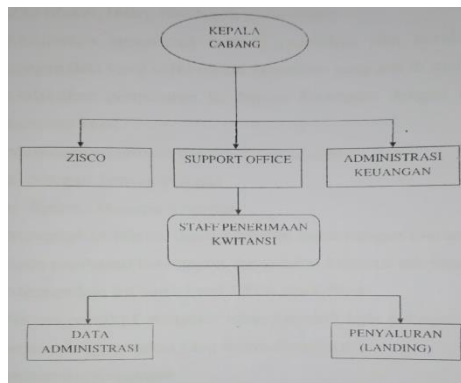 KEPALA
CABANG
ZISCO
SUPPORT OFFICE
ADMINISTRASI
KEUANGAN
STAFF PENERIMAAN
KWITANSI
DATA
ADMINISTRASI
PENYALURAN
(LANDING)